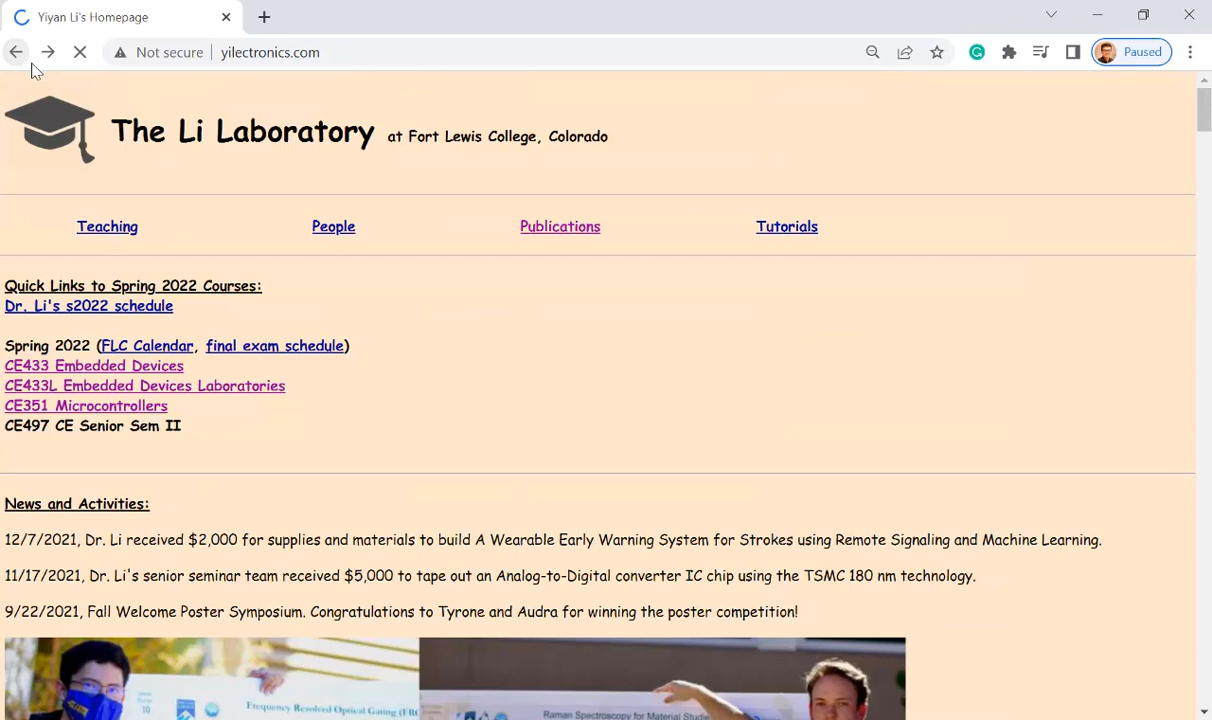 Yiyan Li's Homepage
Not secure yilectronics.com Paused
The Li Laboratory at Fort Lewis College, Colorado
Teaching People Publications Tutorials
Quick Links to Spring 2022 Courses:
Dr. Li's s2022 schedule
Spring 2022 (FLC Calendar, final exam schedule)
CE433 Embedded Devices
CE433L Embedded Devices Laboratories
CE351 Microcontrollers
CE497 CE Senior Sem II
News and Activities:
12/7/2021, Dr. Li received $2,000 for supplies and materials to build A Wearable Early Warning System for Strokes using Remote Signaling and Machine Learning.
11/17/2021, Dr. Li's senior seminar team received $5,000 to tape out an Analog-to-Digital converter IC chip using the TSMC 180 nm technology.
9/22/2021, Fall Welcome Poster Symposium. Congratulations to Tyrone and Audra for winning the poster competition!
Frequency Resolved Optical Gating
Raman Spectroscopy for Material